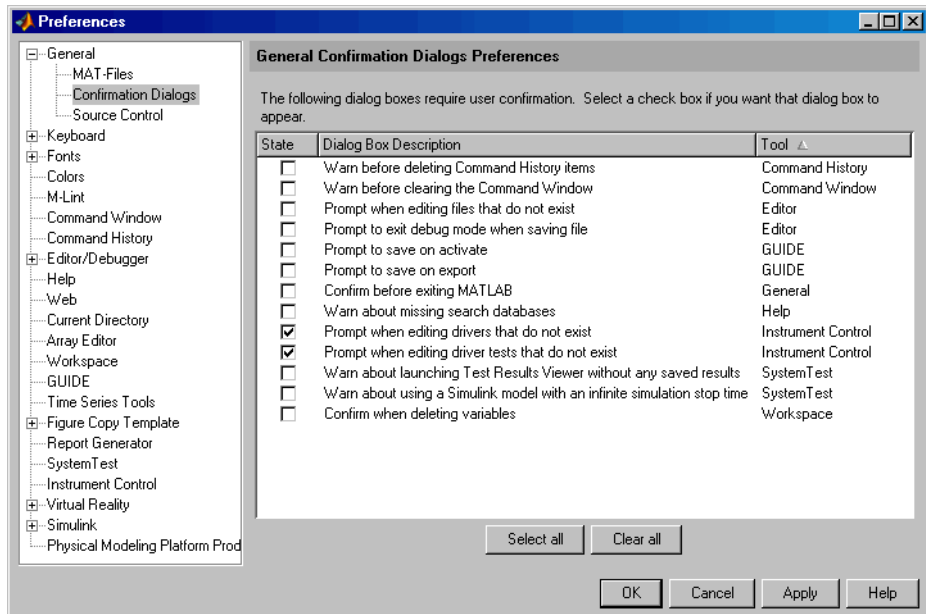 Preferences
General
MAT-Files
Confirmation Dialogs
Source Control
Keyboard
Fonts
Colors
M-Lint
Command Window
Command History
Editor/Debugger
Help
Web
Current Directory
Array Editor
Workspace
GUIDE
Time Series Tools
Figure Copy Template
Report Generator
SystemTest
Instrument Control
Virtual Reality
Simulink
Physical Modeling Platform Prod
General Confirmation Dialogs Preferences
The following dialog boxes require user confirmation. Select a check box if you want that dialog box to
appear.
State Dialog Box Description Tool
Warn before deleting Command History items Command History
Warn before clearing the Command Window Command Window
Prompt when editing files that do not exist Editor
Prompt to exit debug mode when saving file Editor
Prompt to save on activate GUIDE
Prompt to save on export GUIDE
Confirm before exiting MATLAB General
Warn about missing search databases Help
Prompt when editing drivers that do not exist Instrument Control
Prompt when editing driver tests that do not exist Instrument Control
Warn about launching Test Results Viewer without any saved results SystemTest
Warn about using a Simulink model with an infinite simulation stop time SystemTest
Confirm when deleting variables Workspace
Select all Clear all
OK Cancel Apply Help